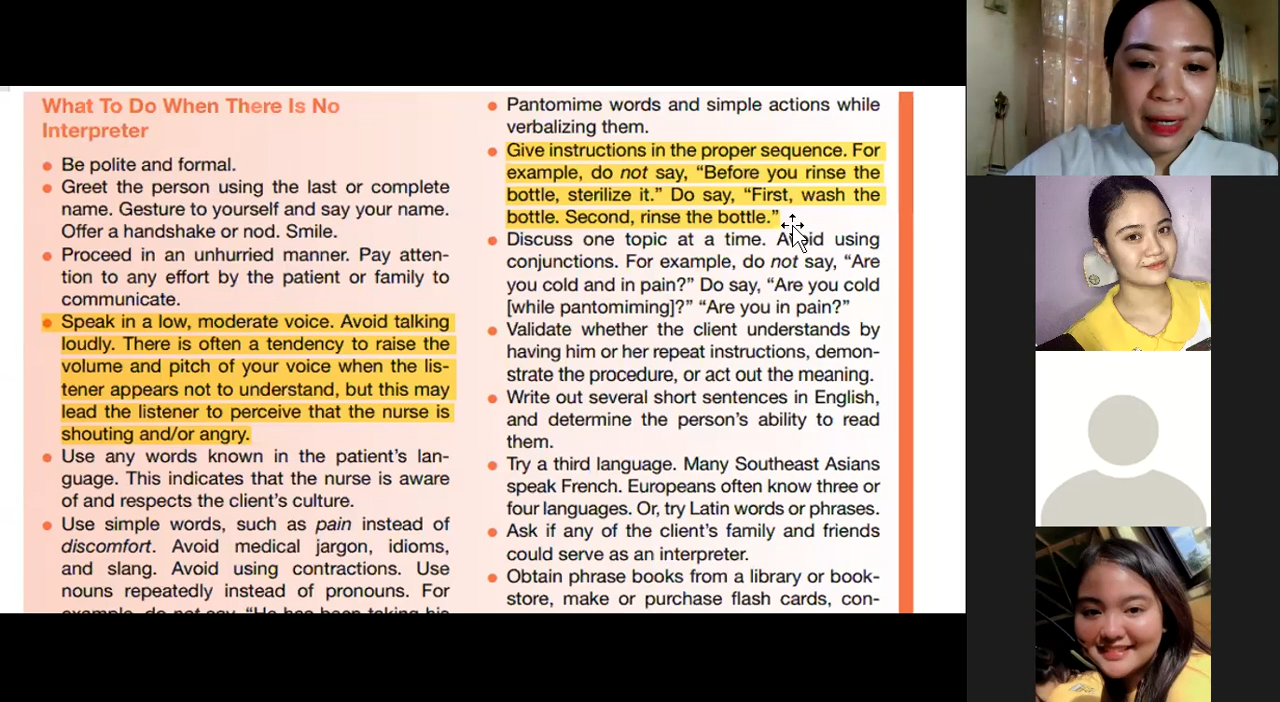 What To Do When There Is No
Interpreter
Be polite and formal.
Greet the person using the last or complete
name. Gesture to yourself and say your name.
Offer a handshake or nod. Smile.
Proceed in an unhurried manner. Pay atten-
tion to any effort by the patient or family to
communicate.
Speak in a low, moderate voice. Avoid talking
loudly. There is often a tendency to raise the
volume and pitch of your voice when the lis-
tener appears not to understand, but this may
lead the listener to perceive that the nurse is
shouting and/or angry.
Use any words known in the patient's lan-
guage. This indicates that the nurse is aware
of and respects the client's culture.
Use simple words, such as pain instead of
discomfort. Avoid medical jargon, idioms,
and slang. Avoid using contractions. Use
nouns repeatedly instead of pronouns. For
example, do not say, "He has been taking his
Pantomime words and simple actions while
verbalizing them.
Give instructions in the proper sequence. For
example, do not say, "Before you rinse the
bottle, sterilize it." Do say, "First, wash the
bottle. Second, rinse the bottle."
Discuss one topic at a time. Avoid using
conjunctions. For example, do not say, "Are
you cold and in pain?" Do say, "Are you cold
[while pantomiming]?" "Are you in pain?"
Validate whether the client understands by
having him or her repeat instructions, demon-
strate the procedure, or act out the meaning.
Write out several short sentences in English,
and determine the person's ability to read
them.
Try a third language. Many Southeast Asians
speak French. Europeans often know three or
four languages. Or, try Latin words or phrases.
Ask if any of the client's family and friends
could serve as an interpreter.
Obtain phrase books from a library or book-
store, make or purchase flash cards, con-